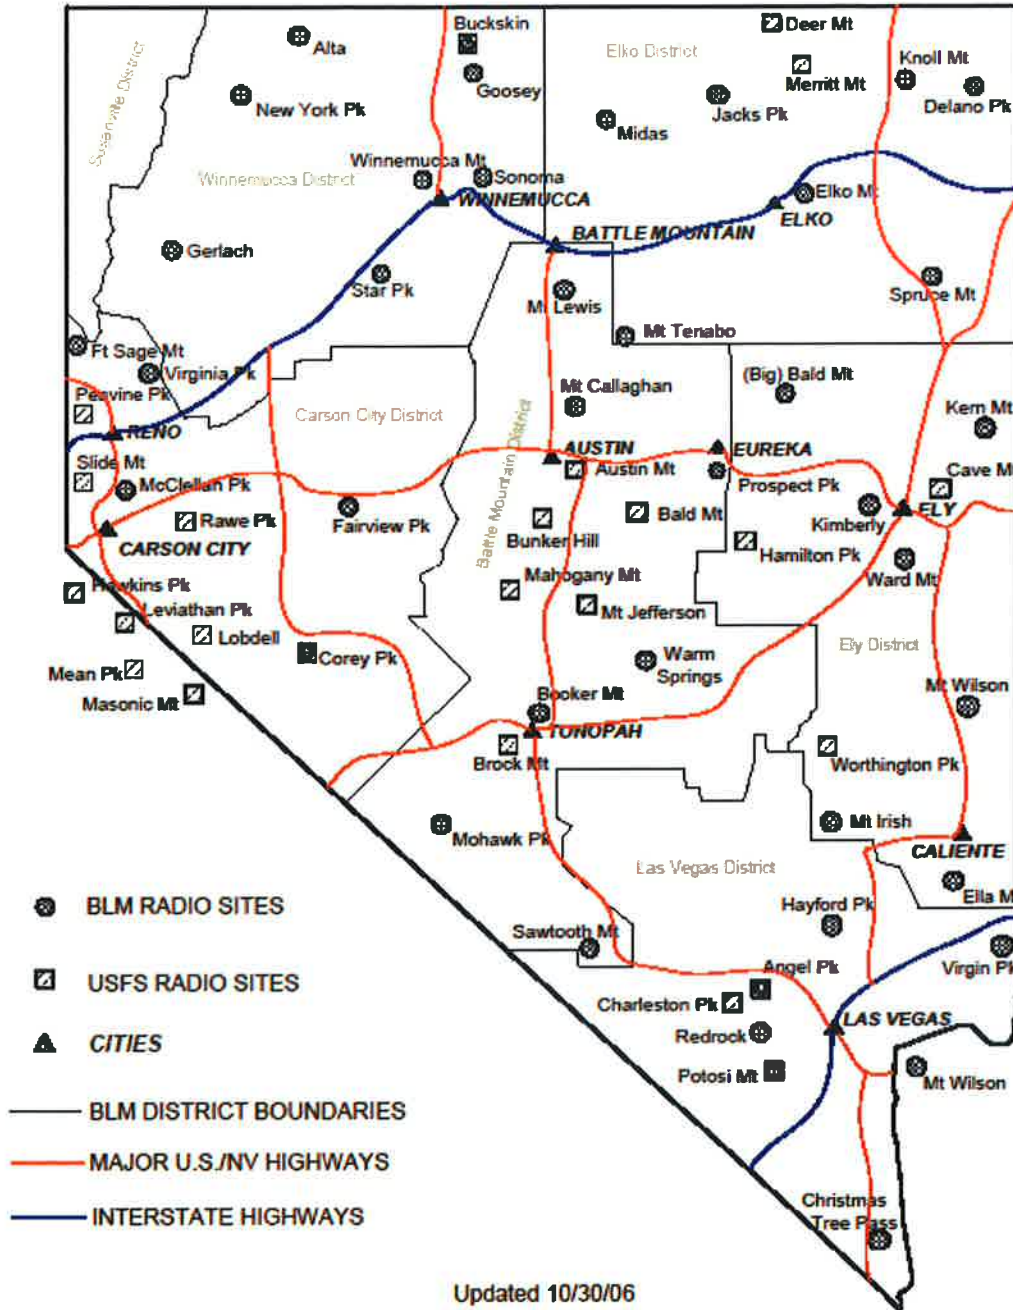 Buckskin
Deer Mt
Alta
Elko District
Knoll Mt
Susanville District
Goosey
Merritt Mt
New York Pk
Jacks Pk
Delano Pk
Midas
Winnemucca Mt
Winnemucca District
Sonoma
WINNEMUCCA
Elko Mt
ELKO
BATTLE MOUNTAIN
Gerlach
Star Pk
Mt Lewis
Spruce Mt
Mt Tenabo
Ft Sage Mt
Virginia Pk
Mt Callaghan
(Big) Bald Mt
Peavine Pk
Carson City District
Kern Mt
RENO
Battle Mountain District
AUSTIN
EUREKA
Slide Mt
Austin Mt
Prospect Pk
Cave Mt
McClellan Pk
Rawe Pk
Fairview Pk
Bald Mt
Kimberly
ELY
CARSON CITY
Bunker Hill
Hamilton Pk
Ward Mt
Hawkins Pk
Mahogany Mt
Leviathan Pk
Mt Jefferson
Lobdell
Ely District
Mean Pk
Corey Pk
Warm
Springs
Masonic Mt
Booker Mt
Mt Wilson
TONOPAH
Brock Mt
Worthington Pk
Mohawk Pk
Mt Irish
CALIENTE
Las Vegas District
Ella M
BLM RADIO SITES
Hayford Pk
Sawtooth Mt
Virgin Pk
USFS RADIO SITES
Angel Pk
Charleston Pk
LAS VEGAS
CITIES
Redrock
Potosi Mt
Mt Wilson
BLM DISTRICT BOUNDARIES
MAJOR U.S./NV HIGHWAYS
Christmas
Tree Pass
INTERSTATE HIGHWAYS
Updated 10/30/06